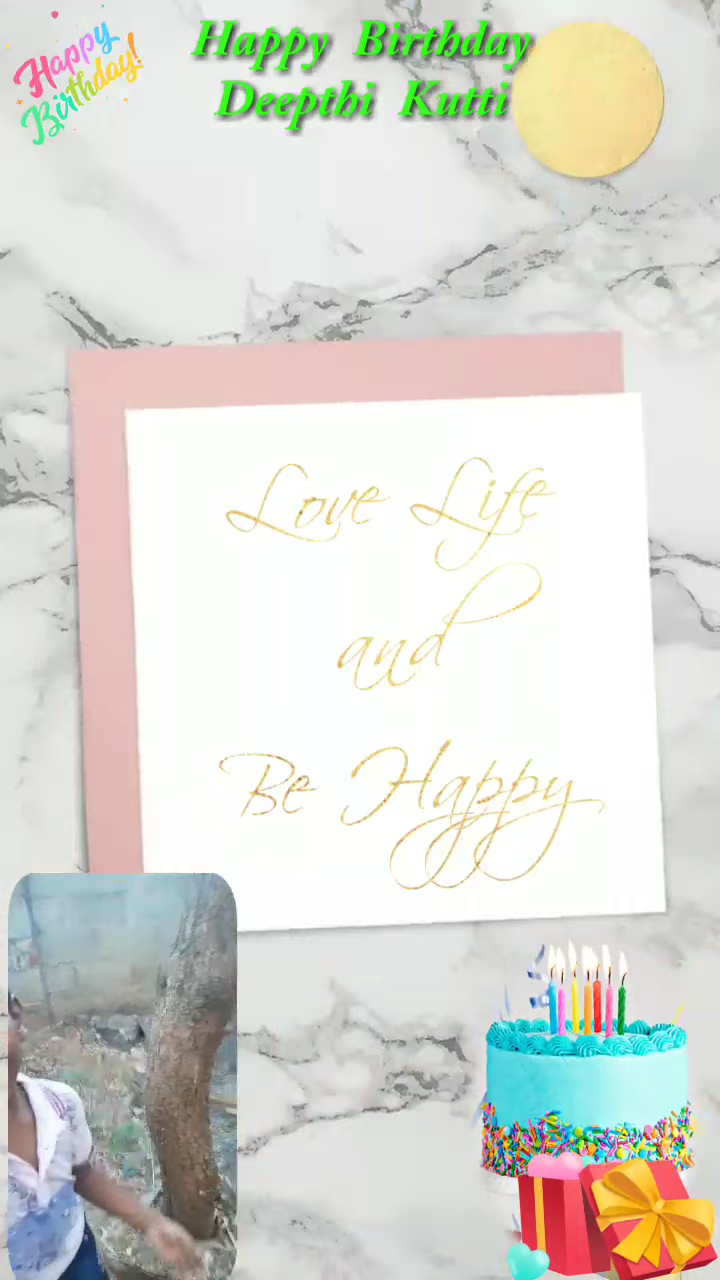 Happy
Birthday!
Happy Birthday
Deepthi Kutti
Love Life
and
Be Happy